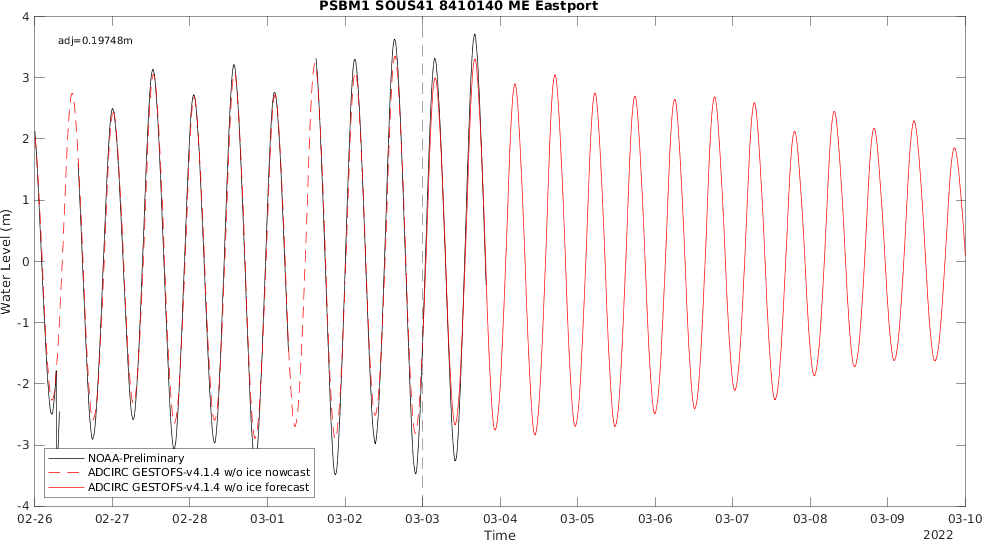 PSBM1 SOUS41 8410140 ME Eastport
adj=0.19748m
4
3
2
1
0
-1
-2
-3
-4
Water Level (m)
NOAA-Preliminary
ADCIRC GESTOFS-v4.1.4 w/o ice nowcast
ADCIRC GESTOFS-v4.1.4 w/o ice forecast
02-26 02-27 02-28 03-01 03-02 03-03 03-04 03-05 03-06 03-07 03-08 03-09 03-10
Time
2022